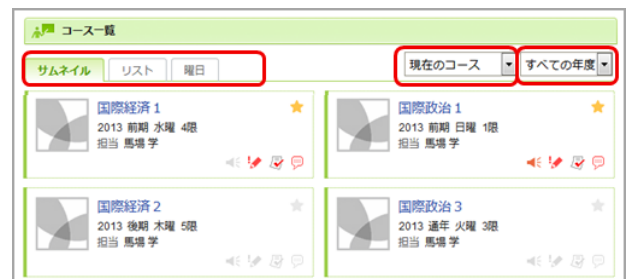 コース一覧
サムネイル リスト 曜日 現在のコース すべての年度
国際経済 1
2013 前期 水曜 4限
担当 馬場 学
国際政治 1
2013 前期 日曜 1限
担当 馬場 学
国際経済 2
2013 後期 木曜 5限
担当 馬場 学
国際政治 3
2013 通年 火曜 3限
担当 馬場 学